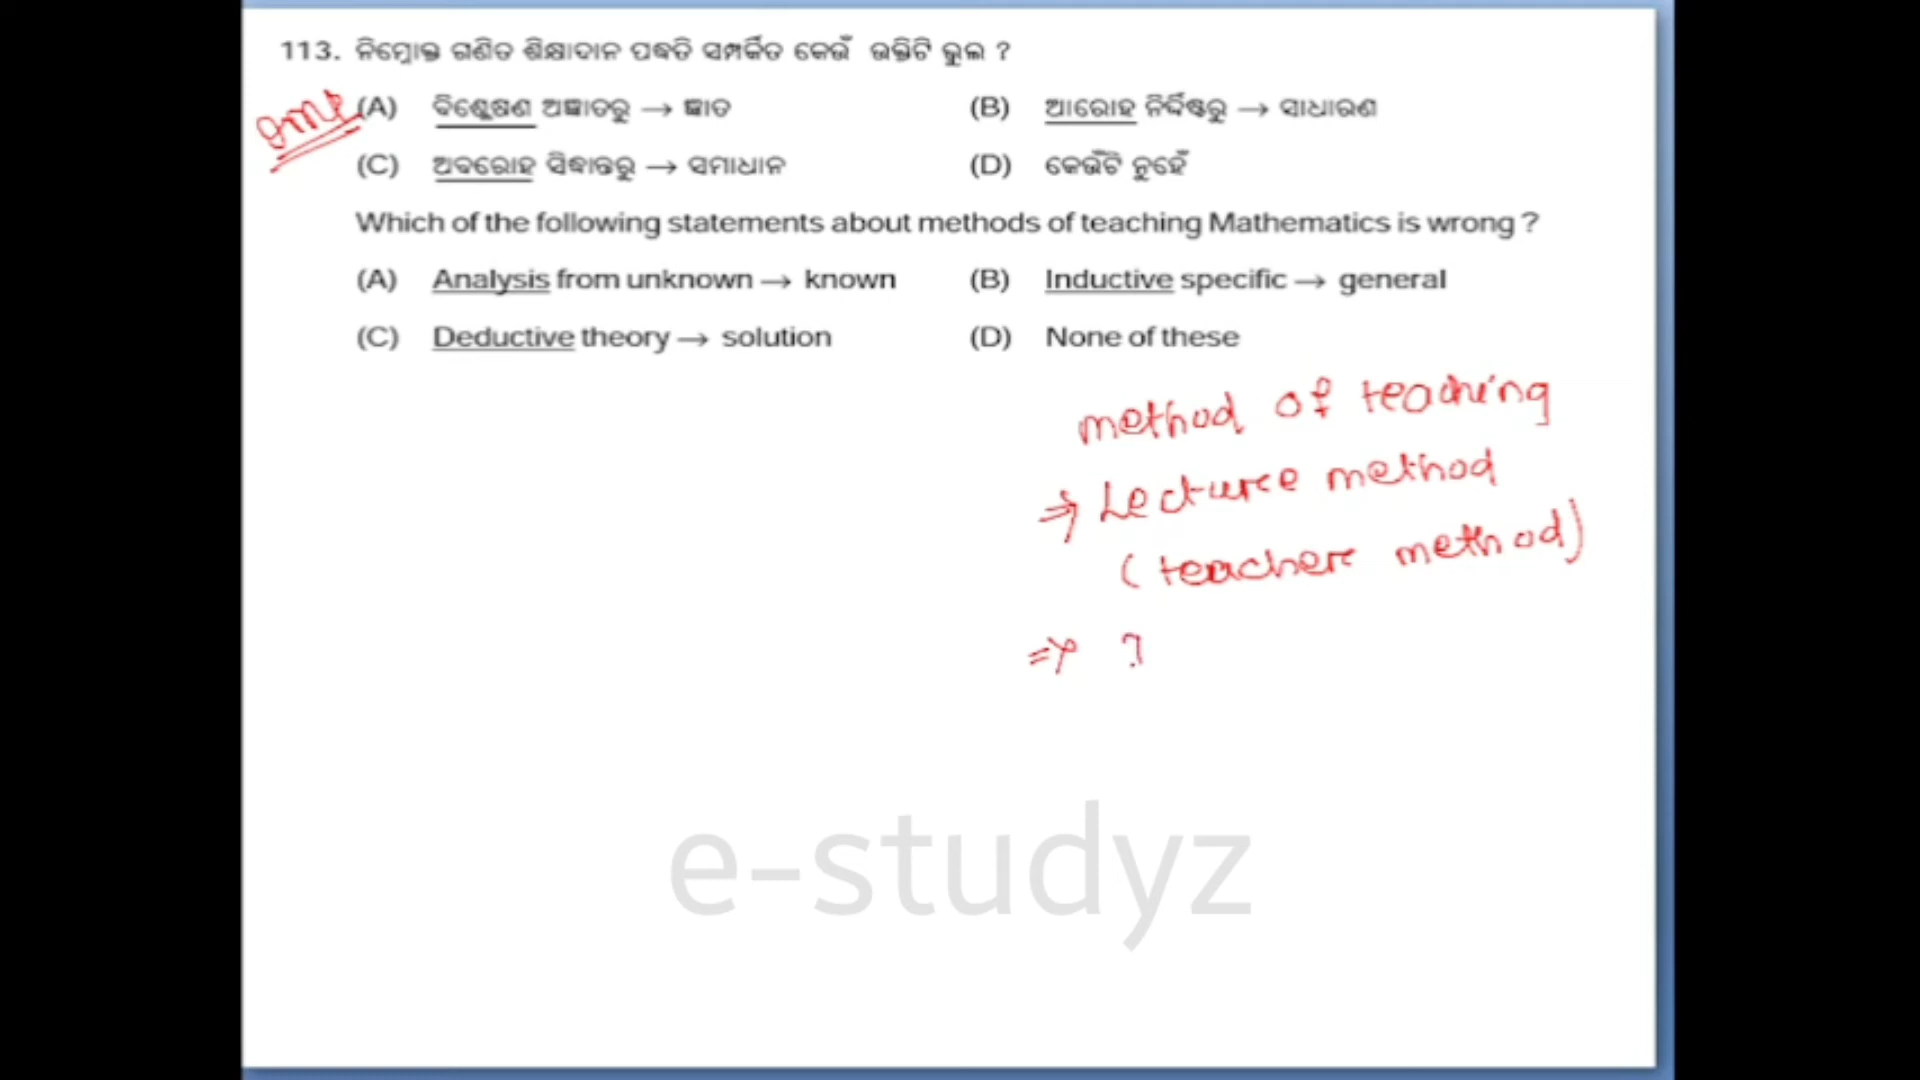 113. ନିମ୍ନୋକ୍ତ ଗଣିତ ଶିକ୍ଷାଦାନ ପଦ୍ଧତି ସମ୍ପର୍କିତ କେଉଁ ଉକ୍ତିଟି ଭୁଲ ?
Imp (A) ବିଶ୍ଳେଷଣ ଅଜ୍ଞାତରୁ → ଜ୍ଞାତ (B) ଆରୋହ ନିର୍ଦ୍ଦିଷ୍ଟରୁ → ସାଧାରଣ
(C) ଅବରୋହ ସିଦ୍ଧାନ୍ତରୁ → ସମାଧାନ (D) କେଉଁଟି ନୁହେଁ
Which of the following statements about methods of teaching Mathematics is wrong ?
(A) Analysis from unknown → known (B) Inductive specific → general
(C) Deductive theory → solution (D) None of these
method of teaching
⇒ Lecture method
(teacher method)
⇒ ?
e-studyz